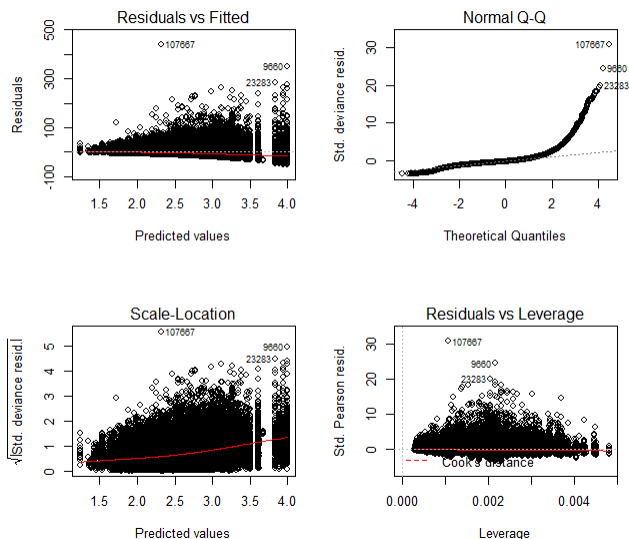 Residuals vs Fitted
Residuals
-100 100 300 500
107667
9660
23283
1.5 2.0 2.5 3.0 3.5 4.0
Predicted values
Normal Q-Q
Std. deviance resid.
0 10 20 30
107667
9660
23283
-4 -2 0 2 4
Theoretical Quantiles
Scale-Location
√|Std. deviance resid.|
0 1 2 3 4 5
107667
9660
23283
1.5 2.0 2.5 3.0 3.5 4.0
Predicted values
Residuals vs Leverage
Std. Pearson resid.
0 10 20 30
107667
9660
23283
Cook's distance
0.000 0.002 0.004
Leverage